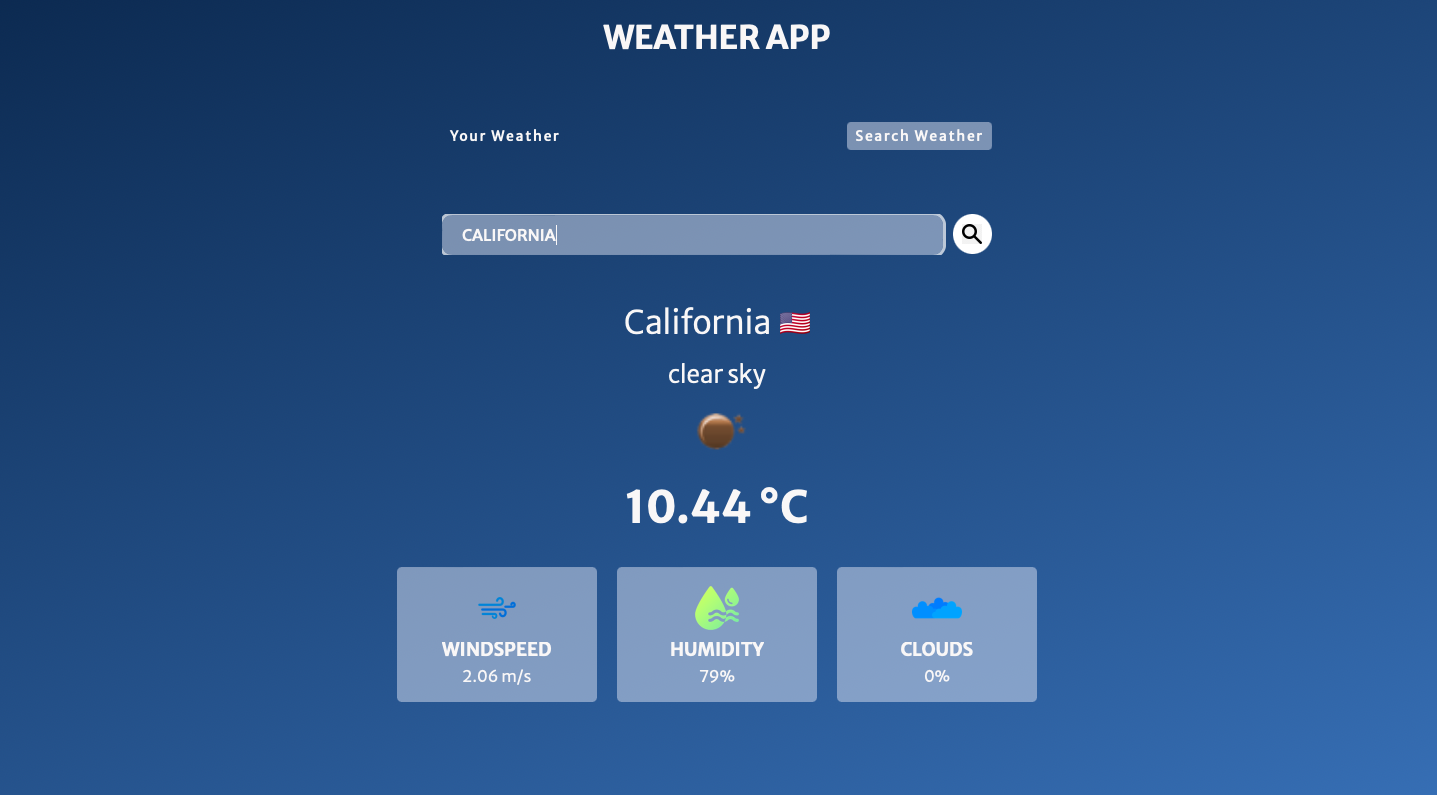 WEATHER APP
Your Weather
Search Weather
CALIFORNIA
California 🇺🇸
clear sky
10.44 °C
WINDSPEED
2.06 m/s
HUMIDITY
79%
CLOUDS
0%